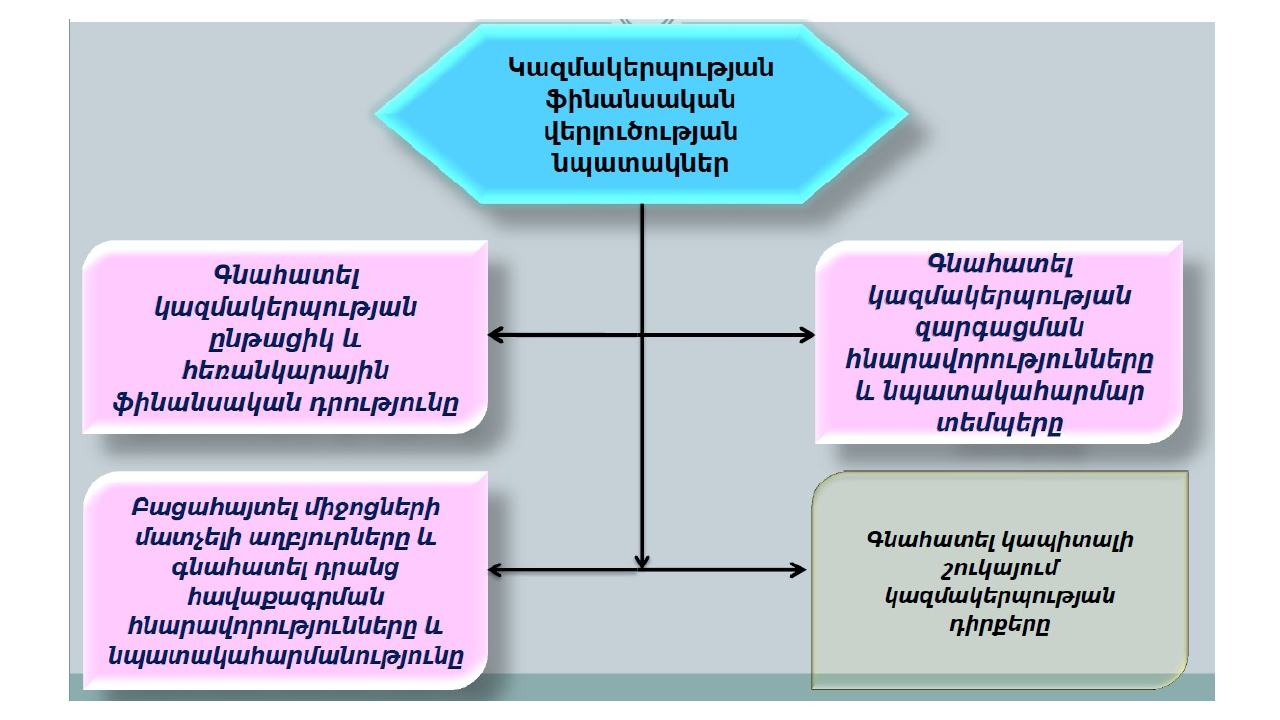 Կազմակերպության
ֆինանսական
վերլուծության
նպատակներ
Գնահատել
կազմակերպության
ընթացիկ և
հեռանկարային
ֆինանսական դրությունը
Գնահատել
կազմակերպության
զարգացման
հնարավորությունները
և նպատակահարմար
տեմպերը
Բացահայտել միջոցների
մատչելի աղբյուրները և
գնահատել դրանց
հավաքագրման
հնարավորությունները և
նպատակահարմանությունը
Գնահատել կապիտալի
շուկայում
կազմակերպության
դիրքերը